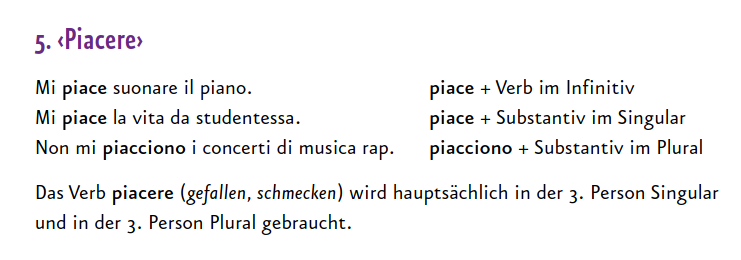 5. ‹Piacere›
Mi piace suonare il piano. piace + Verb im Infinitiv
Mi piace la vita da studentessa. piace + Substantiv im Singular
Non mi piacciono i concerti di musica rap. piacciono + Substantiv im Plural
Das Verb piacere (gefallen, schmecken) wird hauptsächlich in der 3. Person Singular
und in der 3. Person Plural gebraucht.